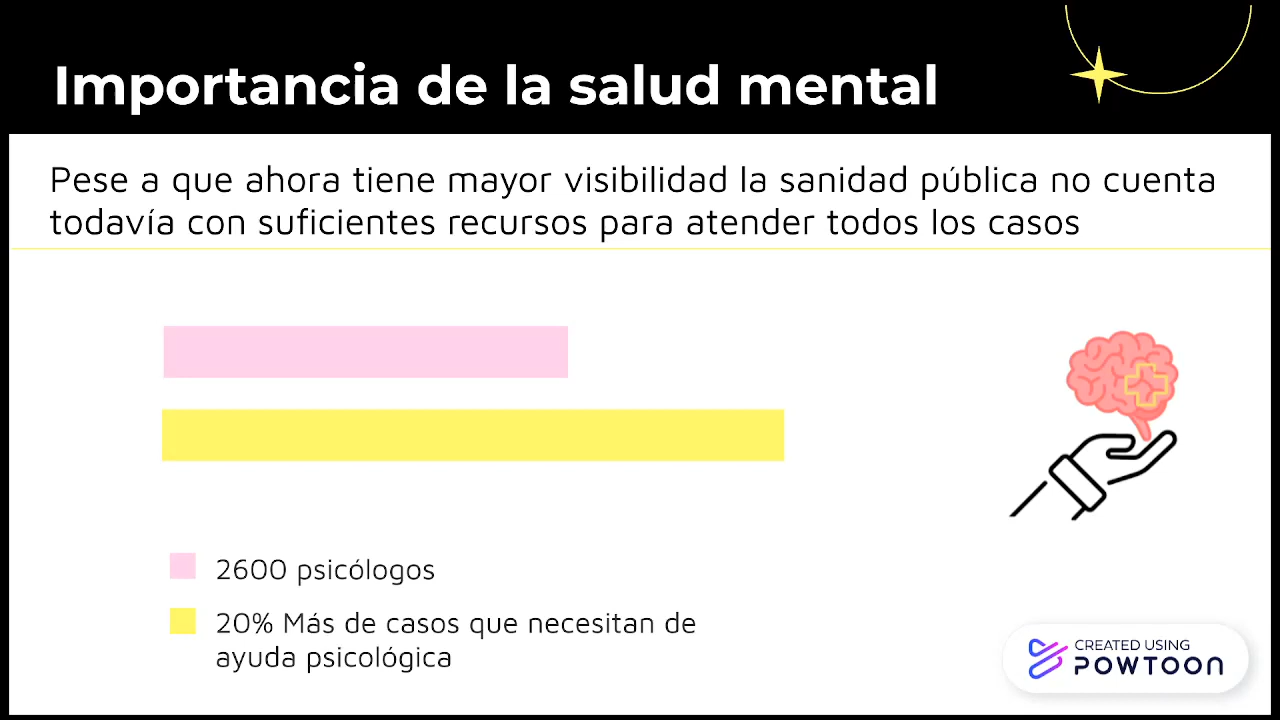 Importancia de la salud mental
Pese a que ahora tiene mayor visibilidad la sanidad pública no cuenta
todavía con suficientes recursos para atender todos los casos
2600 psicólogos
20% Más de casos que necesitan de
ayuda psicológica
CREATED USING
POWTOON